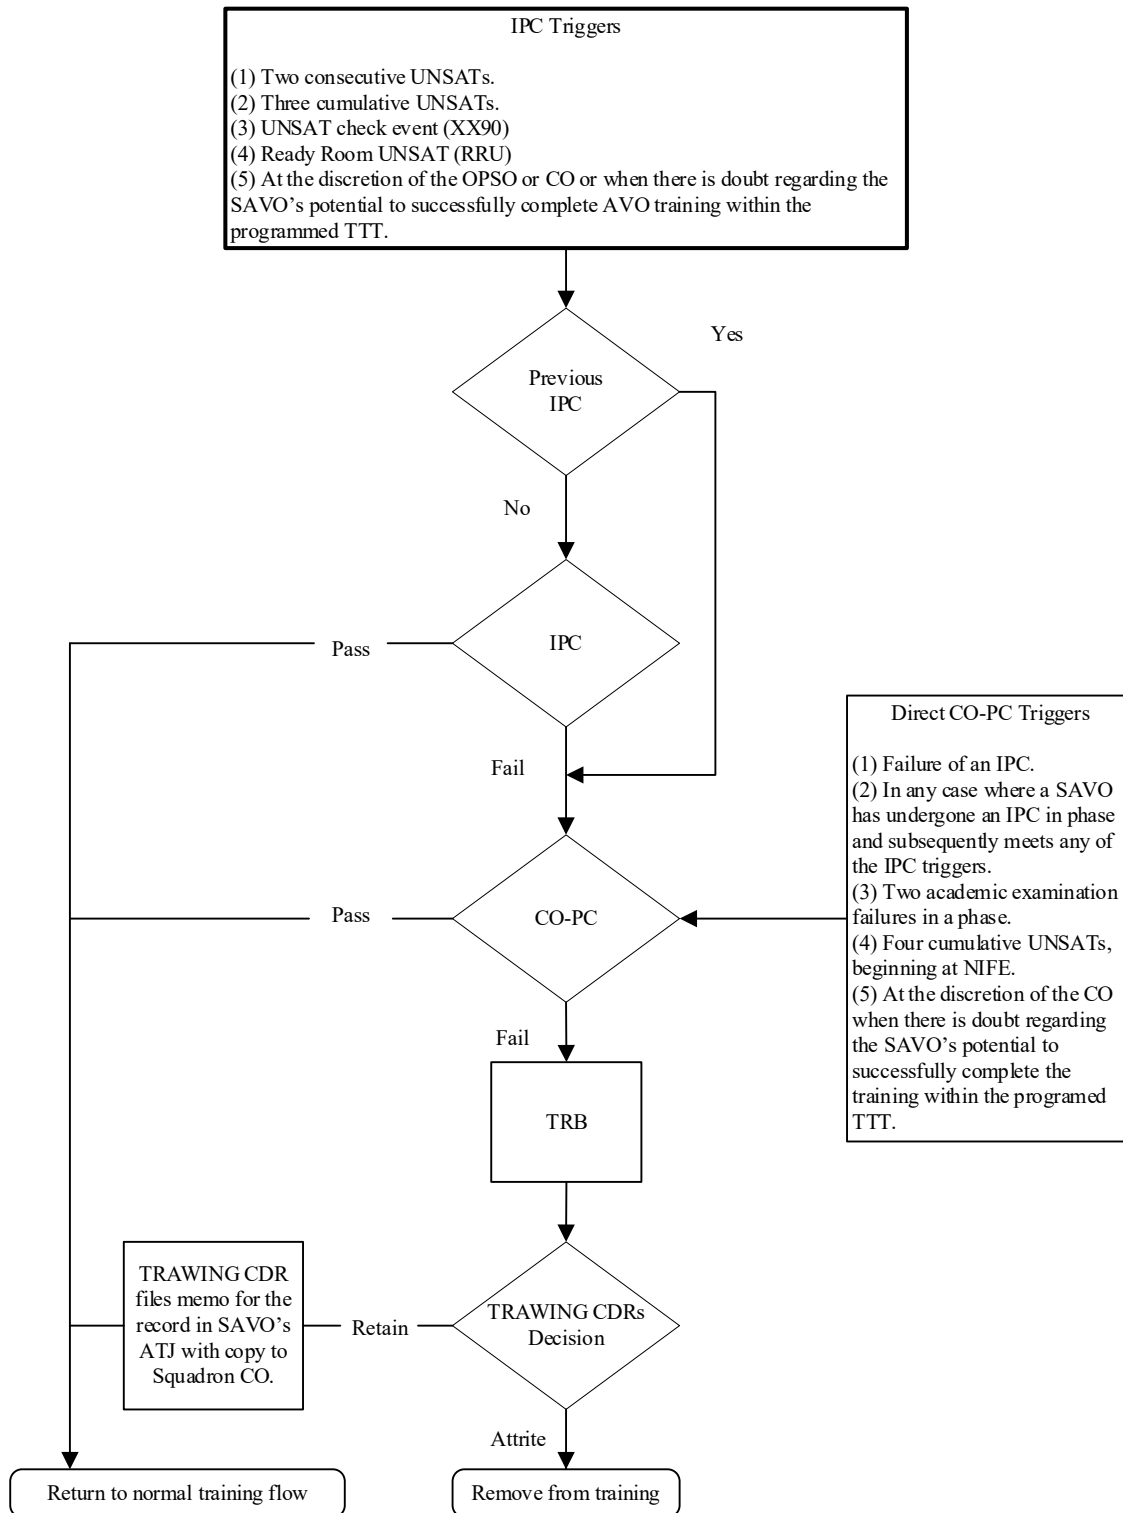 IPC Triggers
(1) Two consecutive UNSATs.
(2) Three cumulative UNSATs.
(3) UNSAT check event (XX90)
(4) Ready Room UNSAT (RRU)
(5) At the discretion of the OPSO or CO or when there is doubt regarding the
SAVO's potential to successfully complete AVO training within the
programmed TTT.
Yes
Previous
IPC
No
Pass
IPC
Fail
Direct CO-PC Triggers
(1) Failure of an IPC.
(2) In any case where a SAVO
has undergone an IPC in phase
and subsequently meets any of
the IPC triggers.
(3) Two academic examination
failures in a phase.
(4) Four cumulative UNSATs,
beginning at NIFE.
(5) At the discretion of the CO
when there is doubt regarding
the SAVO's potential to
successfully complete the
training within the programed
TTT.
Pass
CO-PC
Fail
TRB
TRAWING CDR
files memo for the
record in SAVO's
ATJ with copy to
Squadron CO.
Retain
TRAWING CDRs
Decision
Attrite
Return to normal training flow
Remove from training